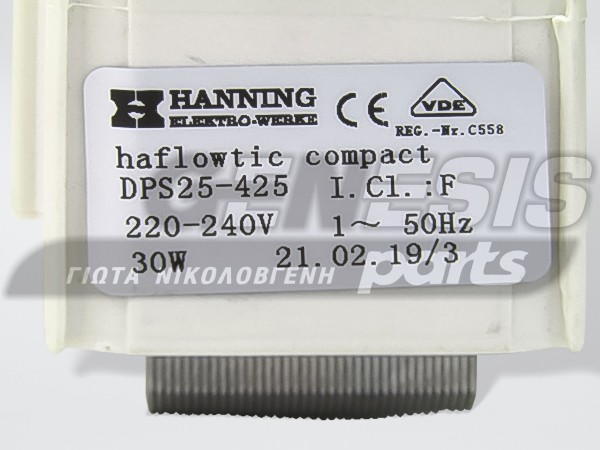 HANNING
ELEKTRO-WERKE
CE
VDE
REG.-Nr.C558
haflowtic compact
DPS25-425 I.Cl.:F
220-240V 1~ 50Hz
30W 21.02.19/3
GENESIS
parts
ΓΙΩΤΑ ΝΙΚΟΛΟΒΓΕΝΗ